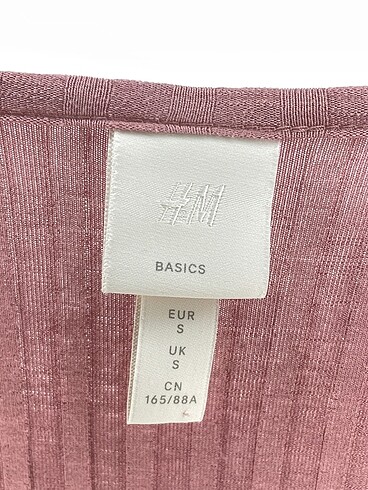 H&M
BASICS
EUR
S
UK
S
CN
165/88A